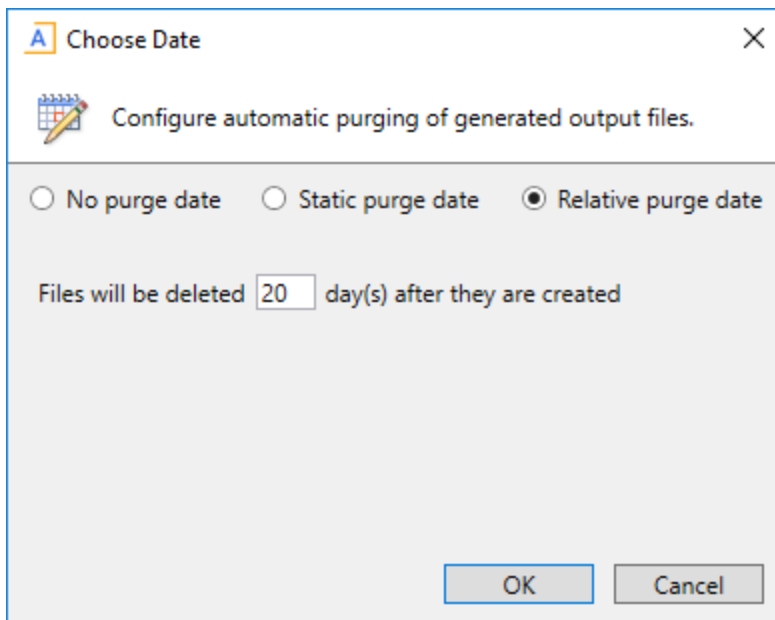 A Choose Date
Configure automatic purging of generated output files.
No purge date Static purge date Relative purge date
Files will be deleted 20 day(s) after they are created
OK Cancel